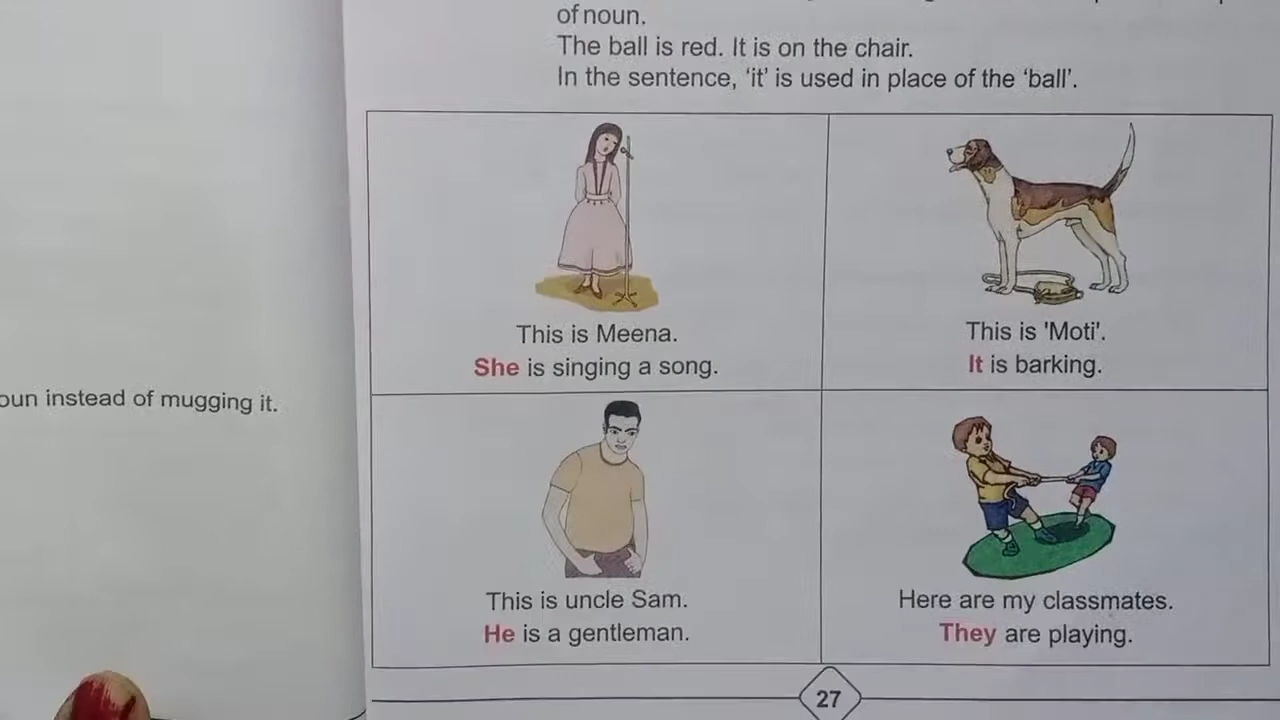 of noun.
The ball is red. It is on the chair.
In the sentence, ‘it’ is used in place of the ‘ball’.
This is Meena.
She is singing a song.
This is 'Moti'.
It is barking.
This is uncle Sam.
He is a gentleman.
Here are my classmates.
They are playing.
27
instead of mugging it.